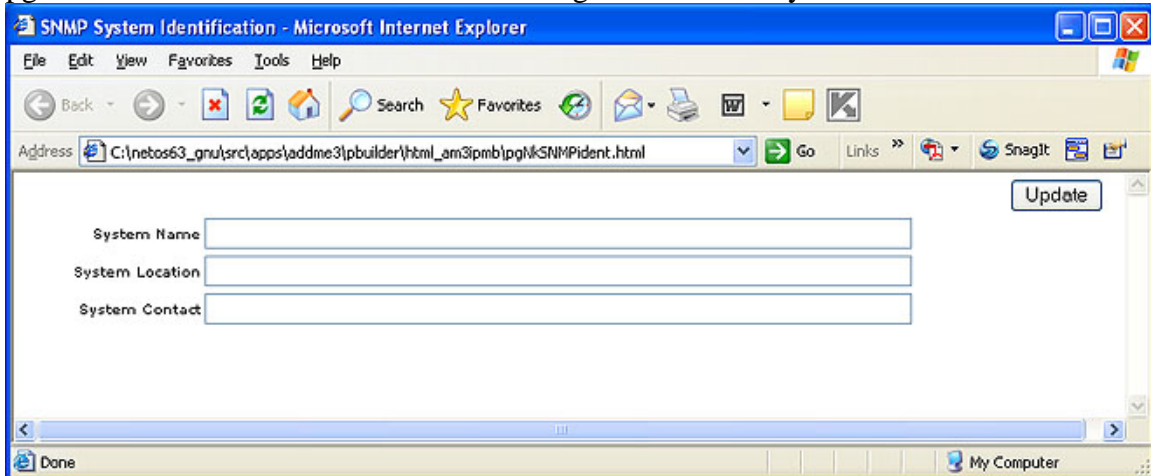 SNMP System Identification - Microsoft Internet Explorer
File Edit View Favorites Tools Help
Back Search Favorites
Address C:\netos63_gnu\src\apps\addme3\pbuilder\html_am3ipmb\pgNkSNMPident.html Go Links » SnagIt
Update
System Name
System Location
System Contact
Done My Computer